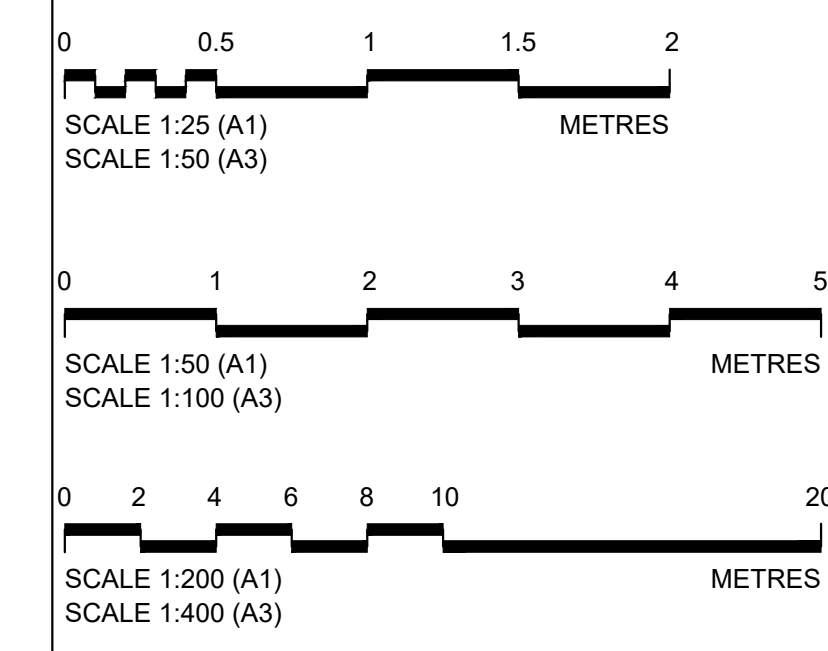 0 0.5 1 1.5 2
SCALE 1:25 (A1) METRES
SCALE 1:50 (A3)
0 1 2 3 4 5
SCALE 1:50 (A1) METRES
SCALE 1:100 (A3)
0 2 4 6 8 10 20
SCALE 1:200 (A1) METRES
SCALE 1:400 (A3)